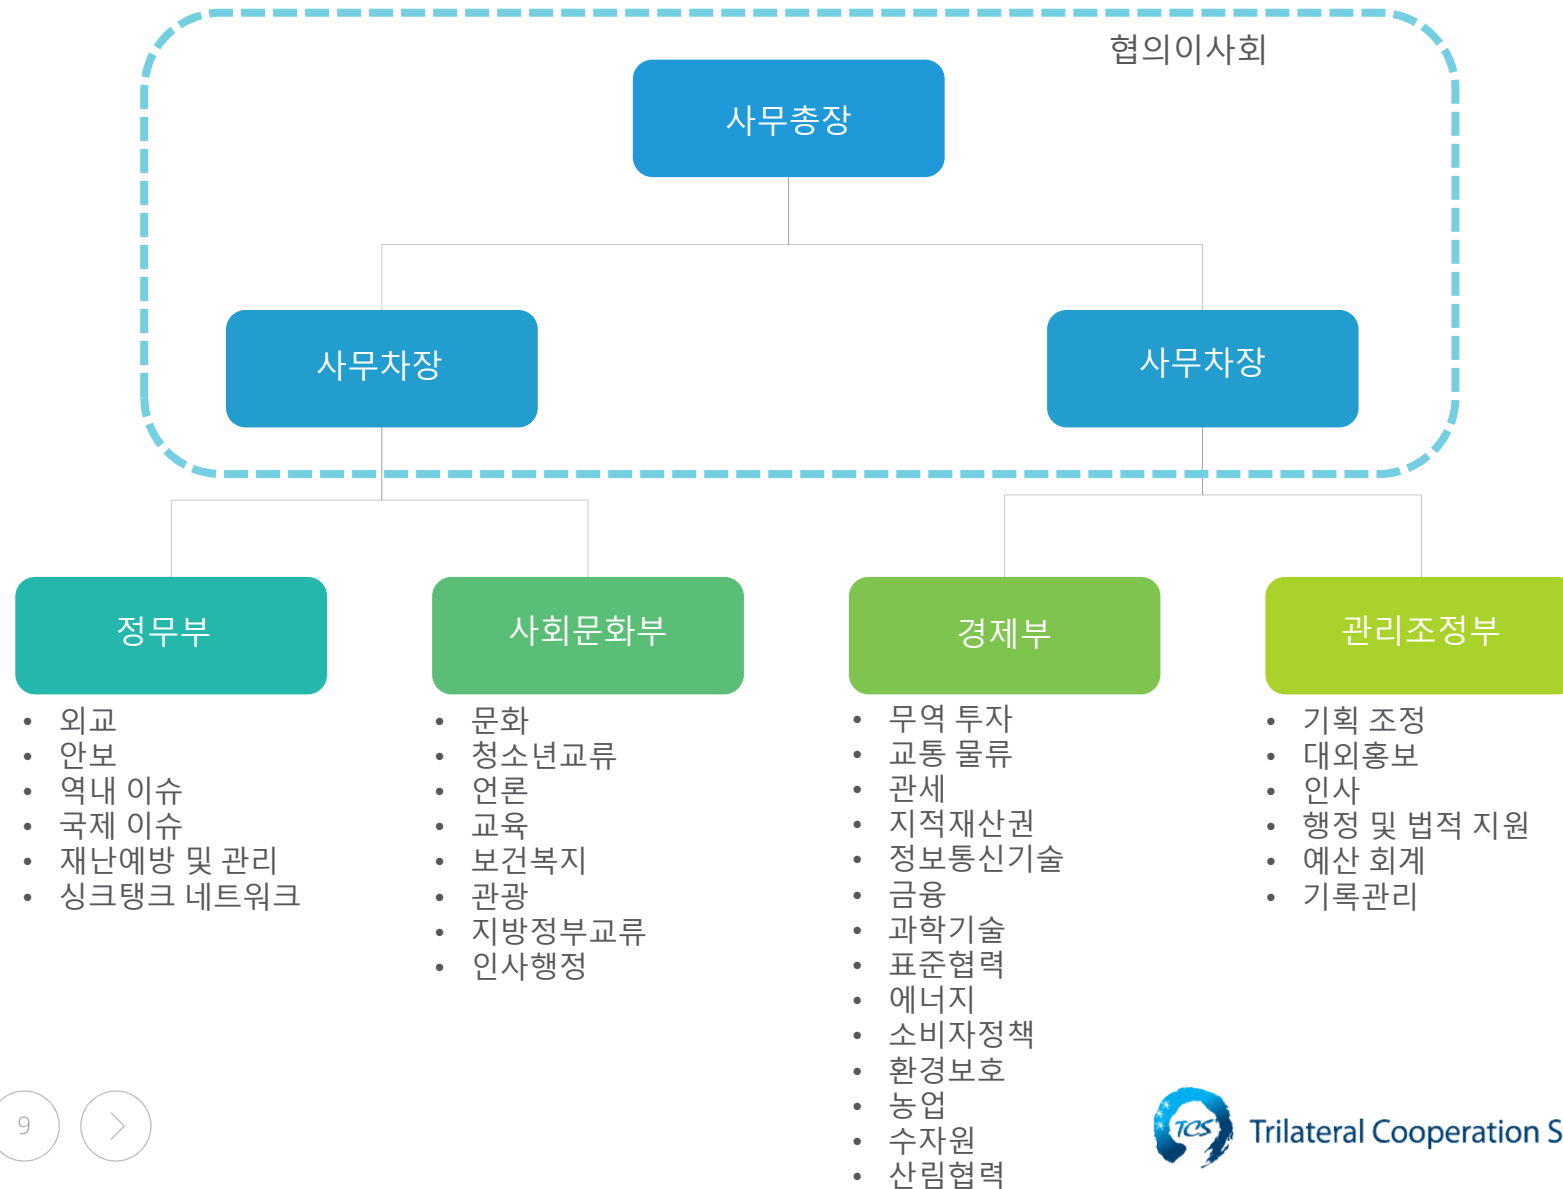 협의이사회
사무총장
사무차장
사무차장
정무부
• 외교
• 안보
• 역내 이슈
• 국제 이슈
• 재난예방 및 관리
• 싱크탱크 네트워크
사회문화부
• 문화
• 청소년교류
• 언론
• 교육
• 보건복지
• 관광
• 지방정부교류
• 인사행정
경제부
• 무역 투자
• 교통 물류
• 관세
• 지적재산권
• 정보통신기술
• 금융
• 과학기술
• 표준협력
• 에너지
• 소비자정책
• 환경보호
• 농업
• 수자원
• 산림협력
관리조정부
• 기획 조정
• 대외홍보
• 인사
• 행정 및 법적 지원
• 예산 회계
• 기록관리
9
TCS
Trilateral Cooperation S